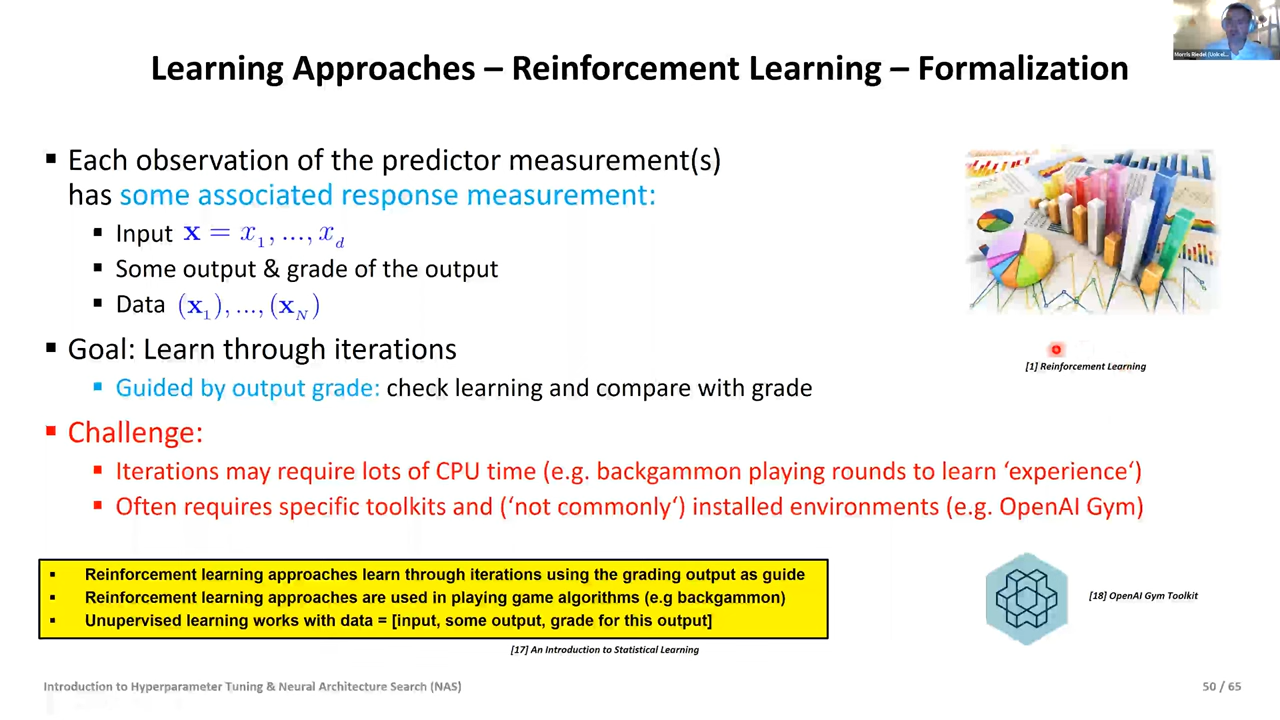 Morris Riedel (Uni
Learning Approaches – Reinforcement Learning – Formalization
▪ Each observation of the predictor measurement(s)
has some associated response measurement:
▪ Input x = x₁, ..., x_d
▪ Some output & grade of the output
▪ Data (x₁), ..., (x_N)
▪ Goal: Learn through iterations
▪ Guided by output grade: check learning and compare with grade
▪ Challenge:
▪ Iterations may require lots of CPU time (e.g. backgammon playing rounds to learn ‘experience‘)
▪ Often requires specific toolkits and (‘not commonly‘) installed environments (e.g. OpenAI Gym)
[1] Reinforcement Learning
▪ Reinforcement learning approaches learn through iterations using the grading output as guide
▪ Reinforcement learning approaches are used in playing game algorithms (e.g backgammon)
▪ Unupervised learning works with data = [input, some output, grade for this output]
[18] OpenAI Gym Toolkit
[17] An Introduction to Statistical Learning
Introduction to Hyperparameter Tuning & Neural Architecture Search (NAS)
50 / 65